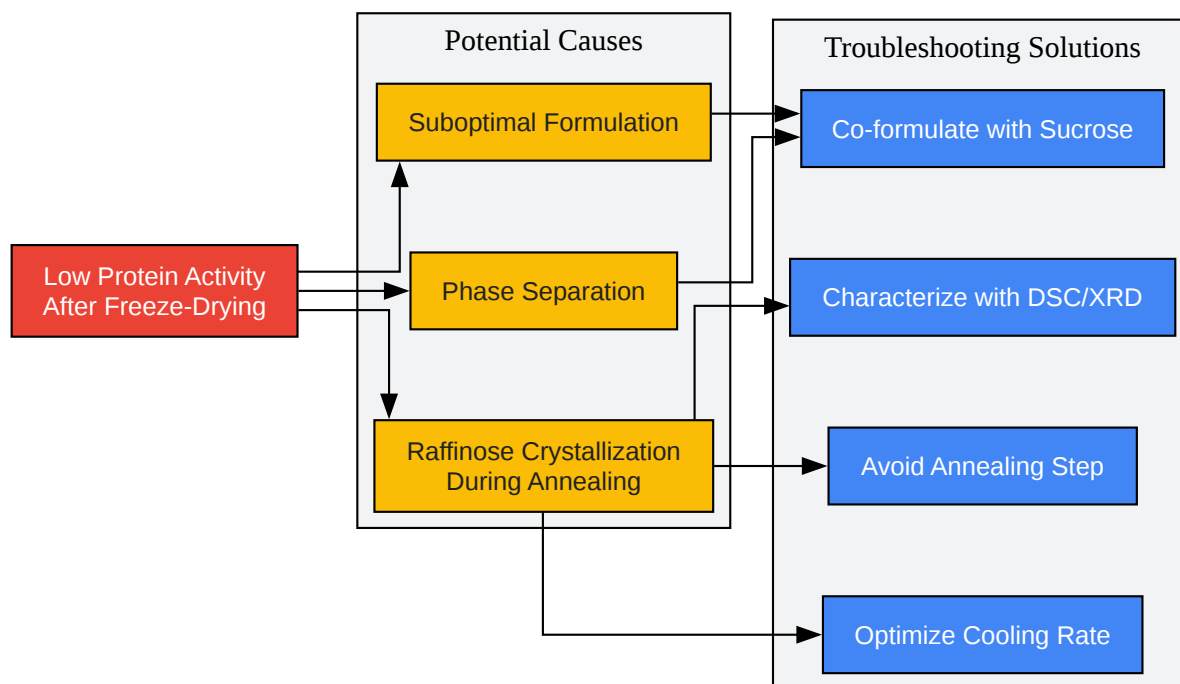 Potential Causes
Troubleshooting Solutions
Suboptimal Formulation
Co-formulate with Sucrose
Low Protein Activity
After Freeze-Drying
Phase Separation
Characterize with DSC/XRD
Raffinose Crystallization
During Annealing
Avoid Annealing Step
Optimize Cooling Rate